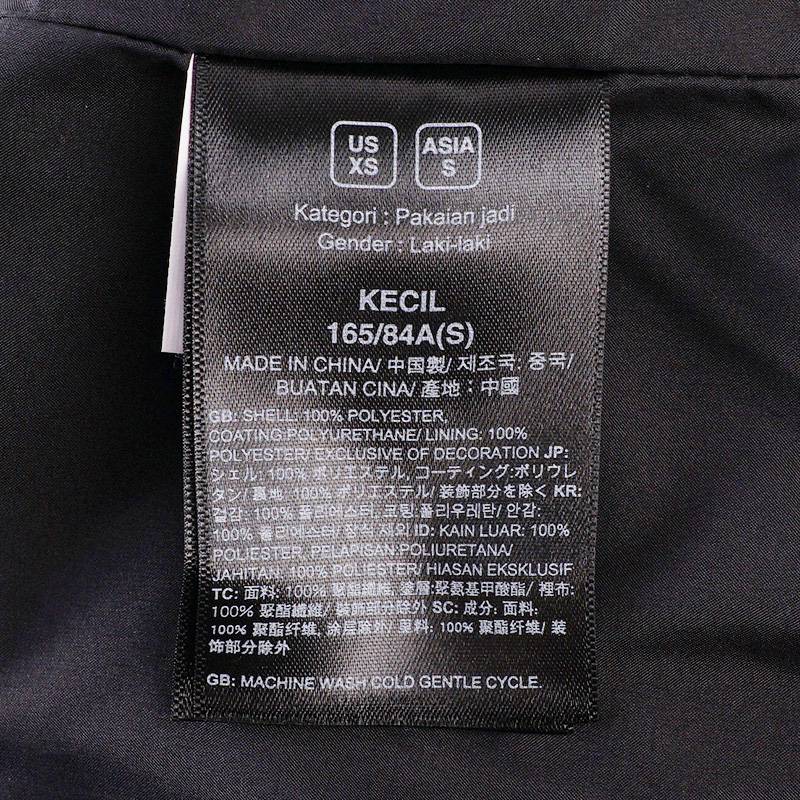 US
XS
ASIA
S
Kategori : Pakaian jadi
Gender : Laki-laki
KECIL
165/84A(S)
MADE IN CHINA/ 中国製/ 제조국: 중국/
BUATAN CINA/ 產地：中國
GB: SHELL: 100% POLYESTER,
COATING:POLYURETHANE/ LINING: 100%
POLYESTER/ EXCLUSIVE OF DECORATION JP:
シェル, 100% ポリエステル, コーティング:ポリウレ
タン/ 裏地: 100% ポリエステル/ 装飾部分を除く KR:
겉감: 100% 폴리에스터, 코팅:폴리우레탄/ 안감:
100% 폴리에스터/ 장식 제외 ID: KAIN LUAR: 100%
POLIESTER, PELAPISAN:POLIURETANA/
JAHITAN: 100% POLIESTER/ HIASAN EKSKLUSIF
TC: 面料: 100% 聚酯纖維, 塗層:聚氨基甲酸酯/ 裡布:
100% 聚酯纖維/ 裝飾部分除外 SC: 成分: 面料:
100% 聚酯纤维, 涂层除外/ 里料: 100% 聚酯纤维/ 装
饰部分除外
GB: MACHINE WASH COLD GENTLE CYCLE.